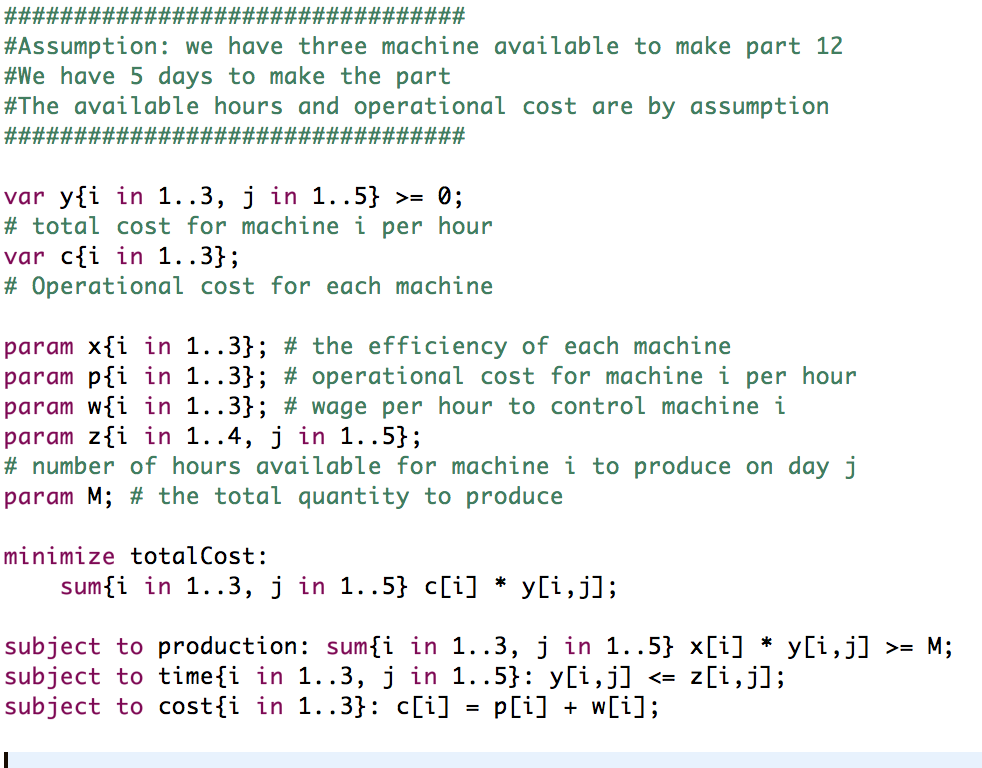 #################################
#Assumption: we have three machine available to make part 12
#We have 5 days to make the part
#The available hours and operational cost are by assumption
#################################
var y{i in 1..3, j in 1..5} >= 0;
# total cost for machine i per hour
var c{i in 1..3};
# Operational cost for each machine
param x{i in 1..3}; # the efficiency of each machine
param p{i in 1..3}; # operational cost for machine i per hour
param w{i in 1..3}; # wage per hour to control machine i
param z{i in 1..4, j in 1..5};
# number of hours available for machine i to produce on day j
param M; # the total quantity to produce
minimize totalCost:
sum{i in 1..3, j in 1..5} c[i] * y[i,j];
subject to production: sum{i in 1..3, j in 1..5} x[i] * y[i,j] >= M;
subject to time{i in 1..3, j in 1..5}: y[i,j] <= z[i,j];
subject to cost{i in 1..3}: c[i] = p[i] + w[i];